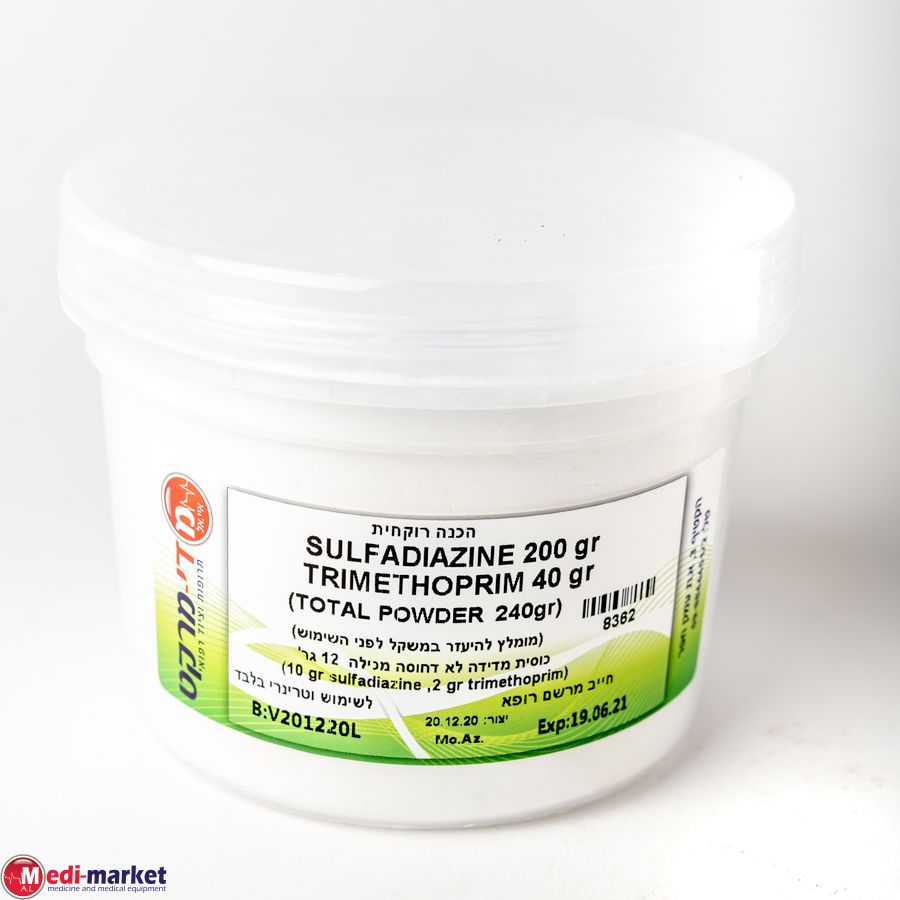 הכנה רוקחית
SULFADIAZINE 200 gr
TRIMETHOPRIM 40 gr
(TOTAL POWDER 240gr)
8362
(מומלץ להיעזר במשקל לפני השימוש)
כוסית מדידה לא דחוסה מכילה 12 גר'
(10 gr sulfadiazine ,2 gr trimethoprim)
חייב מרשם רופא
לשימוש וטרינרי בלבד
B:V201220L
יצור: 20.12.20
Exp:19.06.21
Mo.Az.
מדי-מרקט
איי.אל
תרופות וציוד רפואי
Medi-market
A.L
medicine and medical equipment